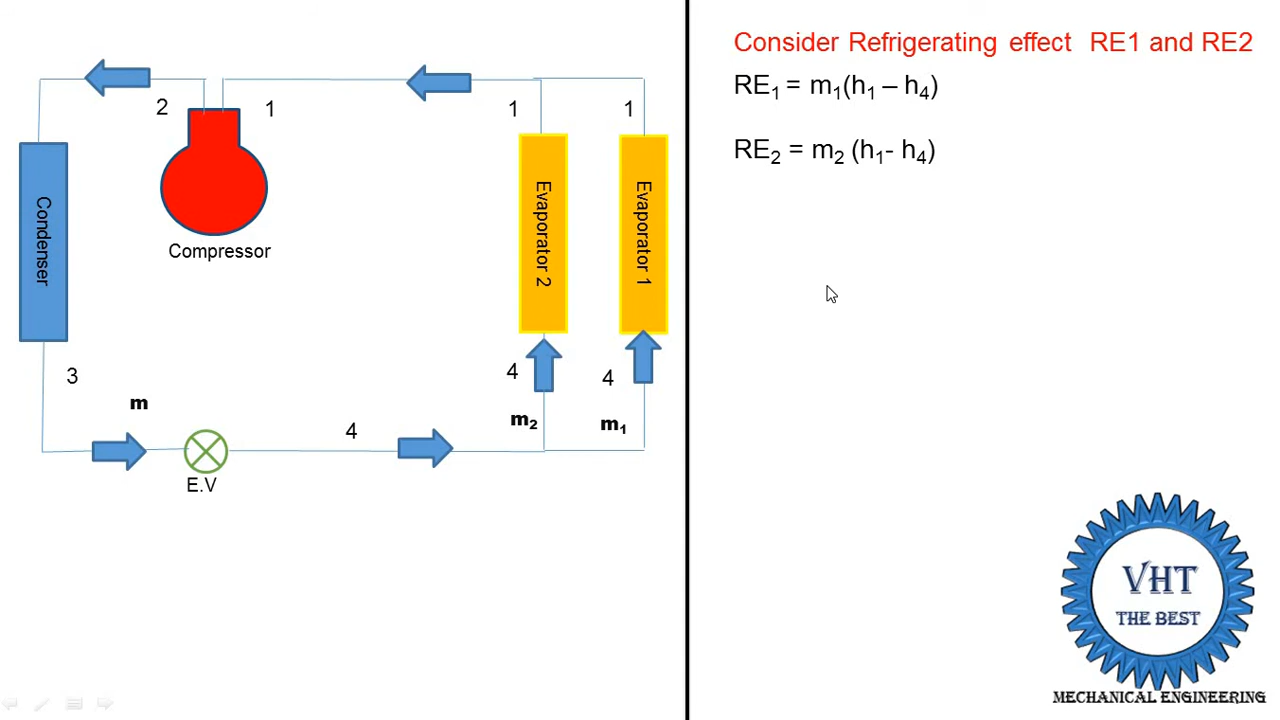 Consider Refrigerating effect RE1 and RE2
RE₁ = m₁(h₁ – h₄)
RE₂ = m₂ (h₁- h₄)
2
1
1
1
Condenser
Compressor
Evaporator 2
Evaporator 1
3
m
4
4
4
m₂
m₁
E.V
VHT
THE BEST
MECHANICAL ENGINEERING